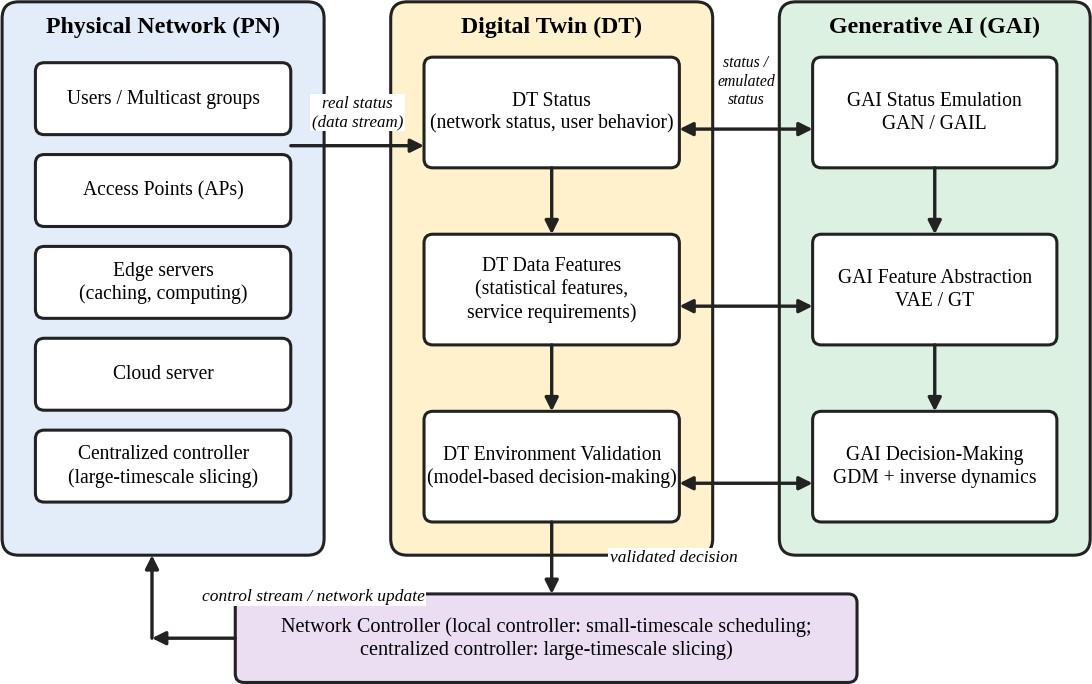 Physical Network (PN)
Users / Multicast groups
Access Points (APs)
Edge servers
(caching, computing)
Cloud server
Centralized controller
(large-timescale slicing)
real status
(data stream)
Digital Twin (DT)
DT Status
(network status, user behavior)
DT Data Features
(statistical features,
service requirements)
DT Environment Validation
(model-based decision-making)
status /
emulated
status
Generative AI (GAI)
GAI Status Emulation
GAN / GAIL
GAI Feature Abstraction
VAE / GT
GAI Decision-Making
GDM + inverse dynamics
validated decision
control stream / network update
Network Controller (local controller: small-timescale scheduling;
centralized controller: large-timescale slicing)